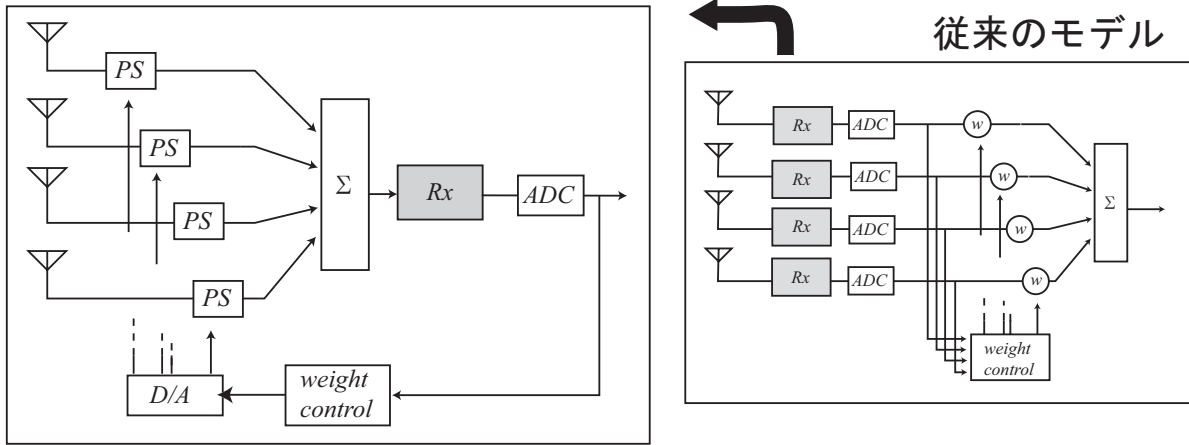 従来のモデル
PS
PS
PS
PS
Σ
Rx
ADC
D/A
weight
control
Rx
ADC
w
Rx
ADC
w
Rx
ADC
w
Rx
ADC
w
Σ
weight
control